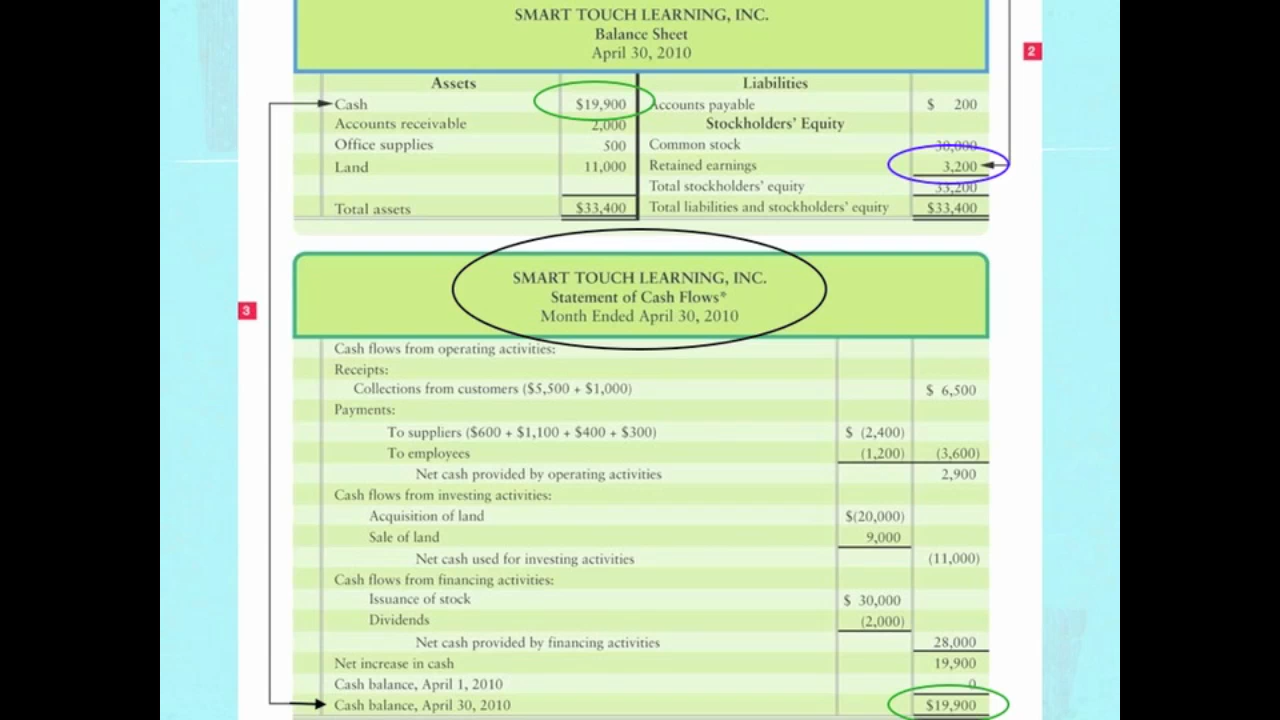 SMART TOUCH LEARNING, INC.
Balance Sheet
April 30, 2010
2
Assets Liabilities
Cash $19,900 Accounts payable $ 200
Accounts receivable 2,000 Stockholders' Equity
Office supplies 500 Common stock 30,000
Land 11,000 Retained earnings 3,200
Total stockholders' equity 33,200
Total assets $33,400 Total liabilities and stockholders' equity $33,400
SMART TOUCH LEARNING, INC.
Statement of Cash Flows*
Month Ended April 30, 2010
3
Cash flows from operating activities:
Receipts:
Collections from customers ($5,500 + $1,000) $ 6,500
Payments:
To suppliers ($600 + $1,100 + $400 + $300) $ (2,400)
To employees (1,200) (3,600)
Net cash provided by operating activities 2,900
Cash flows from investing activities:
Acquisition of land $(20,000)
Sale of land 9,000
Net cash used for investing activities (11,000)
Cash flows from financing activities:
Issuance of stock $ 30,000
Dividends (2,000)
Net cash provided by financing activities 28,000
Net increase in cash 19,900
Cash balance, April 1, 2010 0
Cash balance, April 30, 2010 $19,900